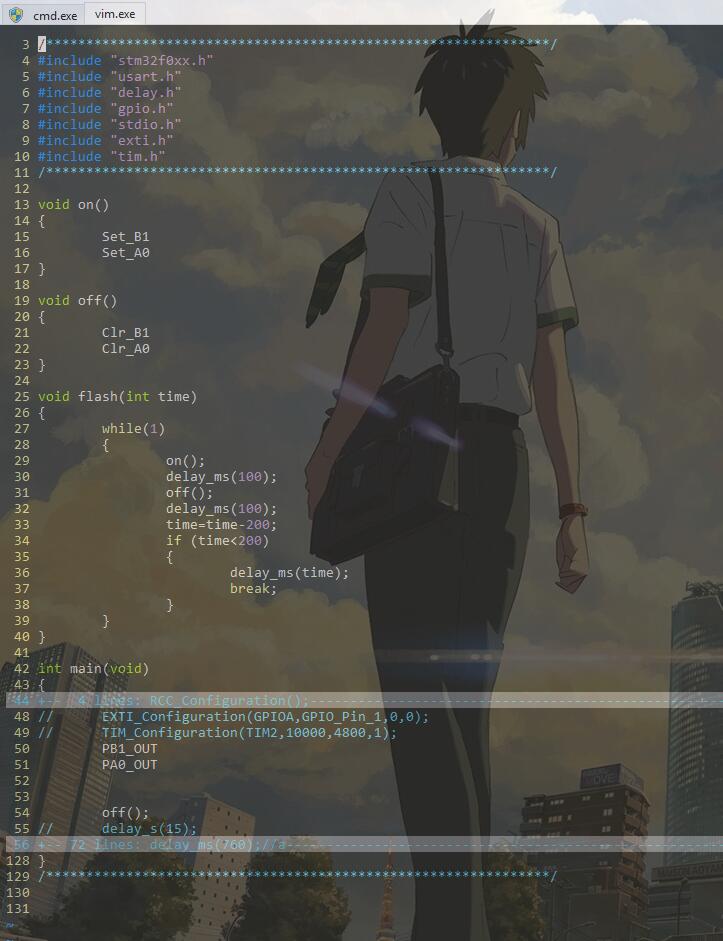 cmd.exe vim.exe
3 /***************************************************************/
4 #include "stm32f0xx.h"
5 #include "usart.h"
6 #include "delay.h"
7 #include "gpio.h"
8 #include "stdio.h"
9 #include "exti.h"
10 #include "tim.h"
11 /***************************************************************/
12
13 void on()
14 {
15         Set_B1
16         Set_A0
17 }
18
19 void off()
20 {
21         Clr_B1
22         Clr_A0
23 }
24
25 void flash(int time)
26 {
27         while(1)
28         {
29                 on();
30                 delay_ms(100);
31                 off();
32                 delay_ms(100);
33                 time=time-200;
34                 if (time<200)
35                 {
36                         delay_ms(time);
37                         break;
38                 }
39         }
40 }
41
42 int main(void)
43 {
44 +--  4 lines: RCC_Configuration();----------------------------------------------------
48 //      EXTI_Configuration(GPIOA,GPIO_Pin_1,0,0);
49 //      TIM_Configuration(TIM2,10000,4800,1);
50         PB1_OUT
51         PA0_OUT
52
53
54         off();
55 //      delay_s(15);
56 +-- 72 lines: delay_ms(760);//a-------------------------------------------------------
128 }
129 /***************************************************************/
130
131
~